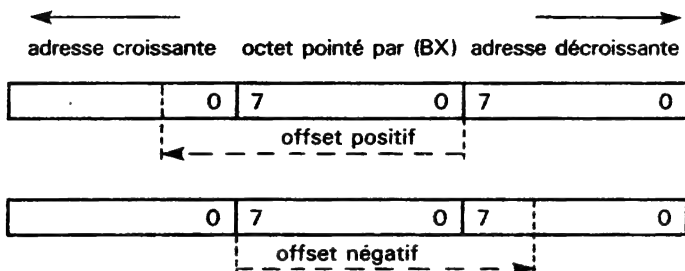 adresse croissante octet pointé par (BX) adresse décroissante
0 7 0 7 0
offset positif
0 7 0 7 0
offset négatif